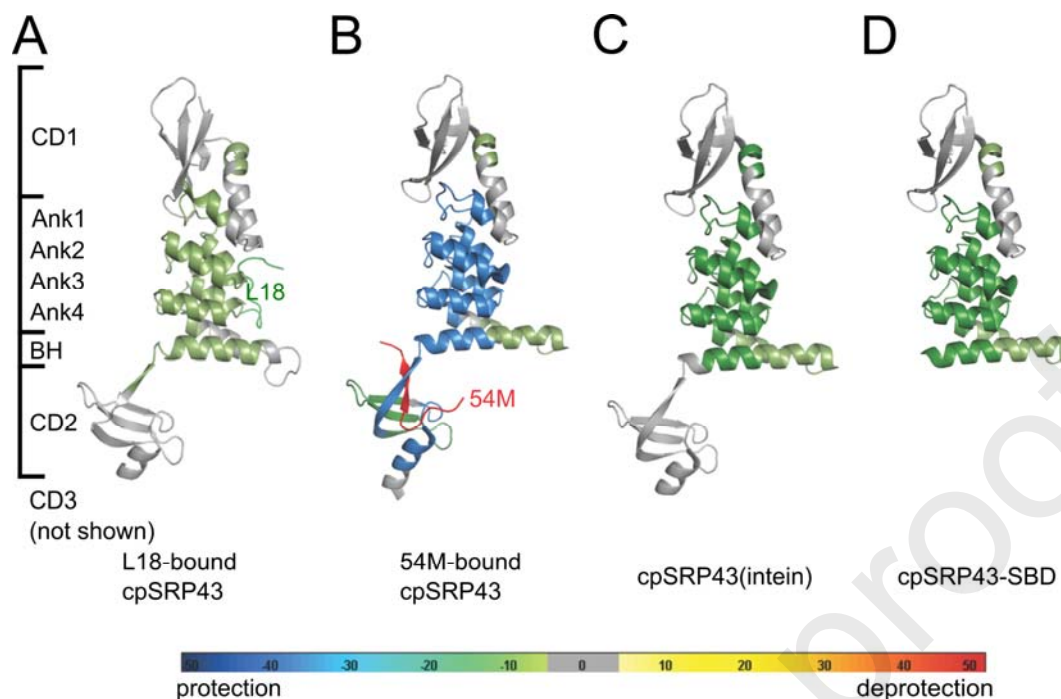 A B C D
CD1
Ank1
Ank2
Ank3
Ank4
L18
BH
CD2
54M
CD3
(not shown)
L18-bound
cpSRP43
54M-bound
cpSRP43
cpSRP43(intein)
cpSRP43-SBD
-50 -40 -30 -20 -10 0 10 20 30 40 50
protection deprotection
proof